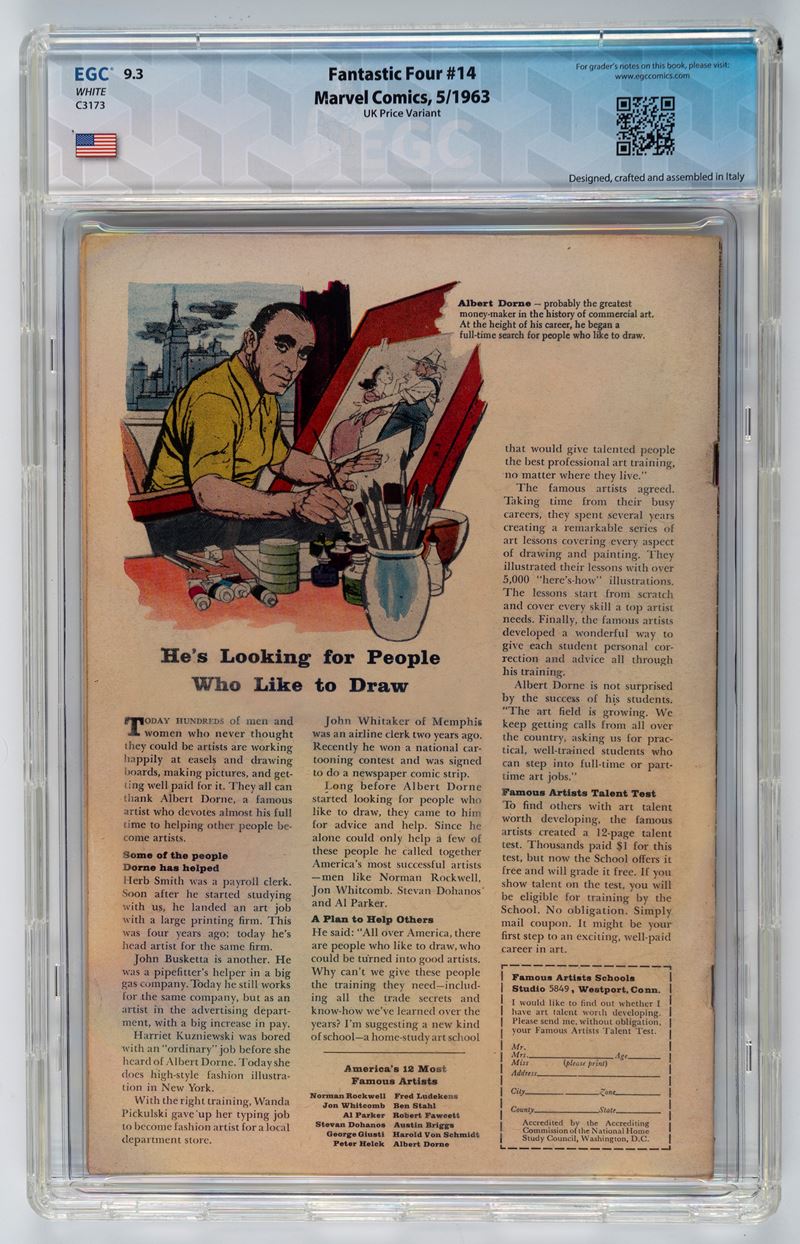 EGC 9.3
WHITE
C3173
Fantastic Four #14
Marvel Comics, 5/1963
UK Price Variant
For grader's notes on this book, please visit:
www.egccomics.com
EGC
Designed, crafted and assembled in Italy
Albert Dorne – probably the greatest
money-maker in the history of commercial art.
At the height of his career, he began a
full-time search for people who like to draw.
He's Looking for People
Who Like to Draw
TODAY HUNDREDS of men and
women who never thought
they could be artists are working
happily at easels and drawing
boards, making pictures, and get-
ting well paid for it. They all can
thank Albert Dorne, a famous
artist who devotes almost his full
time to helping other people be-
come artists.
Some of the people
Dorne has helped
Herb Smith was a payroll clerk.
Soon after he started studying
with us, he landed an art job
with a large printing firm. This
was four years ago; today he's
head artist for the same firm.
John Busketta is another. He
was a pipefitter's helper in a big
gas company. Today he still works
for the same company, but as an
artist in the advertising depart-
ment, with a big increase in pay.
Harriet Kuzniewski was bored
with an "ordinary" job before she
heard of Albert Dorne. Today she
does high-style fashion illustra-
tion in New York.
With the right training, Wanda
Pickulski gave up her typing job
to become fashion artist for a local
department store.
John Whitaker of Memphis
was an airline clerk two years ago.
Recently he won a national car-
tooning contest and was signed
to do a newspaper comic strip.
Long before Albert Dorne
started looking for people who
like to draw, they came to him
for advice and help. Since he
alone could only help a few of
these people he called together
America's most successful artists
—men like Norman Rockwell,
Jon Whitcomb, Stevan Dohanos
and Al Parker.
A Plan to Help Others
He said: "All over America, there
are people who like to draw, who
could be turned into good artists.
Why can't we give these people
the training they need—includ-
ing all the trade secrets and
know-how we've learned over the
years? I'm suggesting a new kind
of school—a home-study art school
America's 12 Most
Famous Artists
Norman Rockwell Fred Ludekens
Jon Whitcomb Ben Stahl
Al Parker Robert Fawcett
Stevan Dohanos Austin Briggs
George Giusti Harold Von Schmidt
Peter Helck Albert Dorne
that would give talented people
the best professional art training,
no matter where they live."
The famous artists agreed.
Taking time from their busy
careers, they spent several years
creating a remarkable series of
art lessons covering every aspect
of drawing and painting. They
illustrated their lessons with over
5,000 "here's-how" illustrations.
The lessons start from scratch
and cover every skill a top artist
needs. Finally, the famous artists
developed a wonderful way to
give each student personal cor-
rection and advice all through
his training.
Albert Dorne is not surprised
by the success of his students.
"The art field is growing. We
keep getting calls from all over
the country, asking us for prac-
tical, well-trained students who
can step into full-time or part-
time art jobs."
Famous Artists Talent Test
To find others with art talent
worth developing, the famous
artists created a 12-page talent
test. Thousands paid $1 for this
test, but now the School offers it
free and will grade it free. If you
show talent on the test, you will
be eligible for training by the
School. No obligation. Simply
mail coupon. It might be your
first step to an exciting, well-paid
career in art.
Famous Artists Schools
Studio 5849, Westport, Conn.
I would like to find out whether I
have art talent worth developing.
Please send me, without obligation,
your Famous Artists Talent Test.
Mr.
Mrs. Age
Miss (please print)
Address
City Zone
County State
Accredited by the Accrediting
Commission of the National Home
Study Council, Washington, D.C.